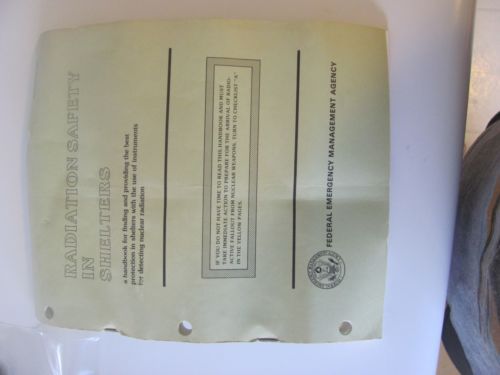 RADIATION SAFETY
IN
SHELTERS
a handbook for finding and providing the best
protection in shelters with the use of instruments
for detecting nuclear radiation
IF YOU DO NOT HAVE TIME TO READ THIS HANDBOOK AND MUST
TAKE IMMEDIATE ACTION TO PREPARE FOR THE ARRIVAL OF RADIO-
ACTIVE FALLOUT FROM NUCLEAR WEAPONS, TURN TO CHECKLIST "A."
IN THE YELLOW PAGES.
FEDERAL EMERGENCY MANAGEMENT AGENCY